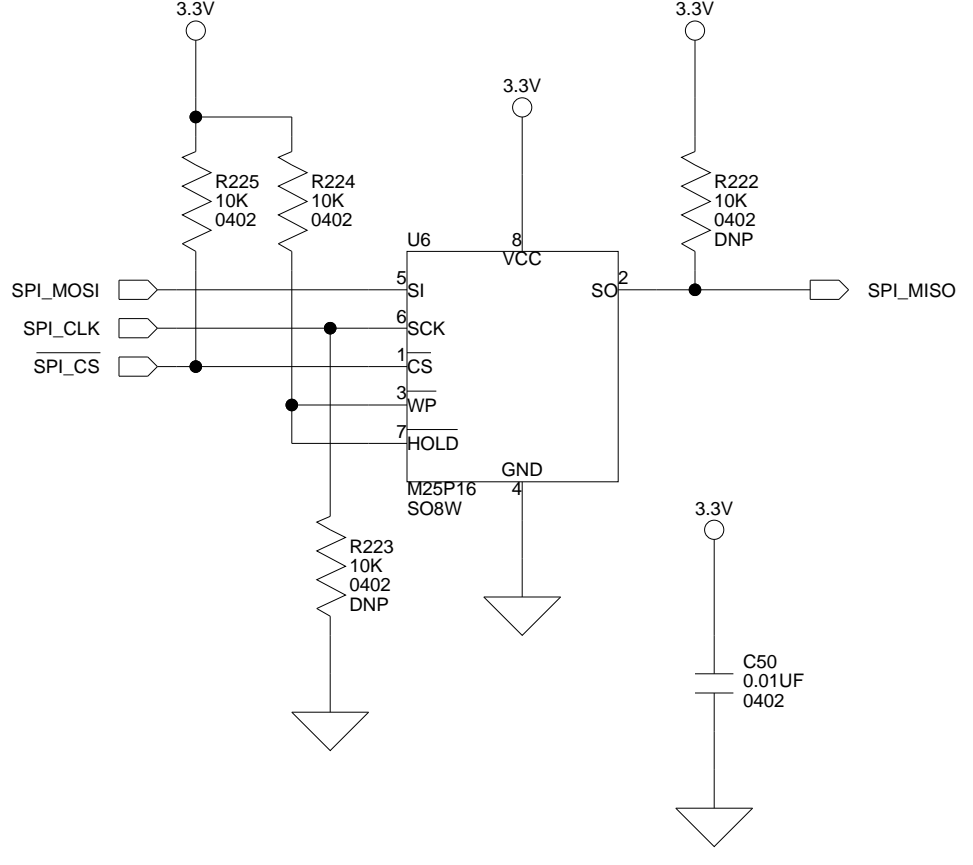 3.3V
3.3V
3.3V
R225
10K
0402
R224
10K
0402
R222
10K
0402
DNP
U6
8
VCC
SPI_MOSI
5
SI
SO
2
SPI_MISO
SPI_CLK
6
SCK
SPI_CS
1
CS
3
WP
7
HOLD
GND
4
M25P16
SO8W
3.3V
R223
10K
0402
DNP
C50
0.01UF
0402